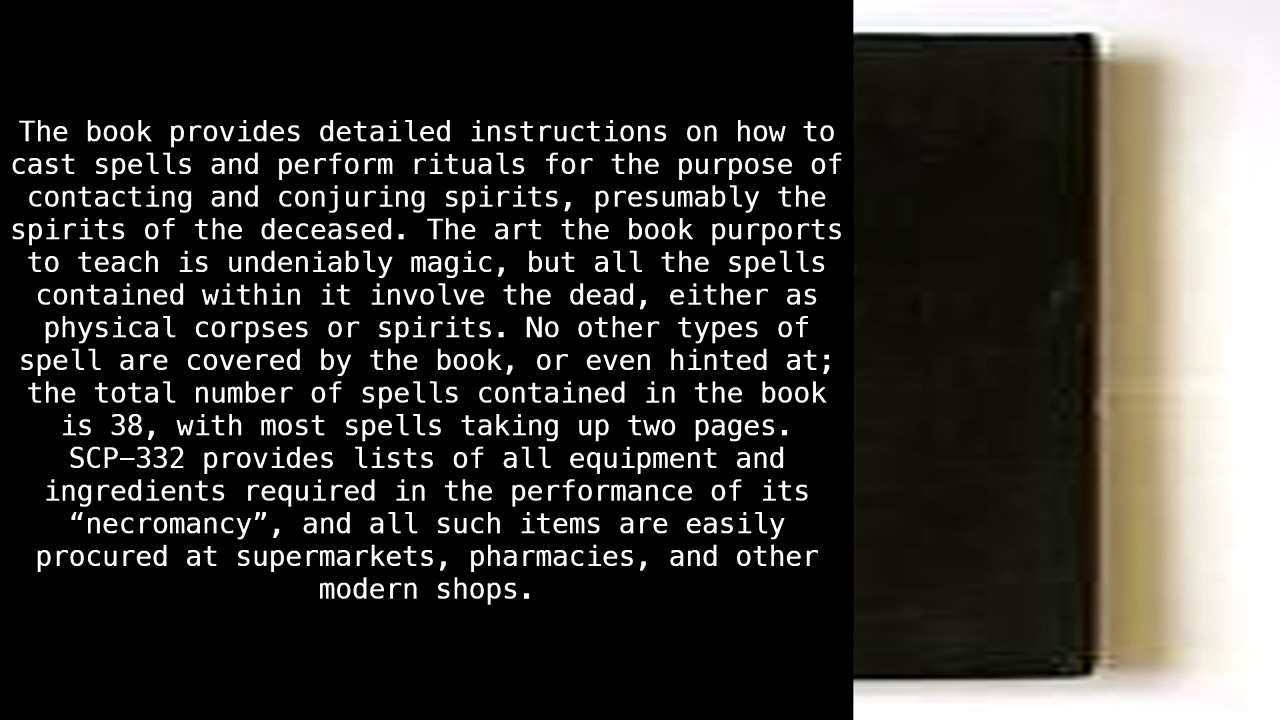 The book provides detailed instructions on how to
cast spells and perform rituals for the purpose of
contacting and conjuring spirits, presumably the
spirits of the deceased. The art the book purports
to teach is undeniably magic, but all the spells
contained within it involve the dead, either as
physical corpses or spirits. No other types of
spell are covered by the book, or even hinted at;
the total number of spells contained in the book
is 38, with most spells taking up two pages.
SCP–332 provides lists of all equipment and
ingredients required in the performance of its
“necromancy”, and all such items are easily
procured at supermarkets, pharmacies, and other
modern shops.